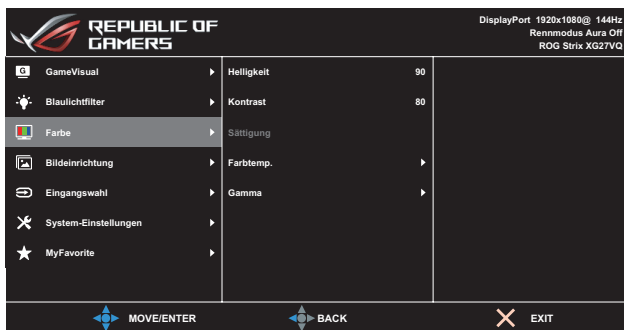 REPUBLIC OF
GAMERS
DisplayPort 1920x1080@ 144Hz
Rennmodus Aura Off
ROG Strix XG27VQ
G GameVisual
Blaulichtfilter
Farbe
Bildeinrichtung
Eingangswahl
System-Einstellungen
MyFavorite
Helligkeit 90
Kontrast 80
Sättigung
Farbtemp.
Gamma
MOVE/ENTER BACK EXIT